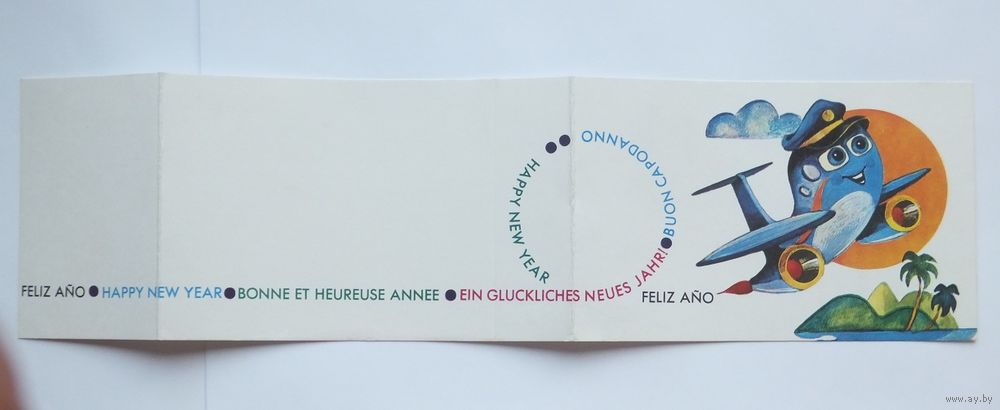 FELIZ AÑO ● HAPPY NEW YEAR ● BONNE ET HEUREUSE ANNEE ● EIN GLUCKLICHES NEUES JAHR! ● BUON CAPODANNO ●
● HAPPY NEW YEAR
FELIZ AÑO
www.ay.by